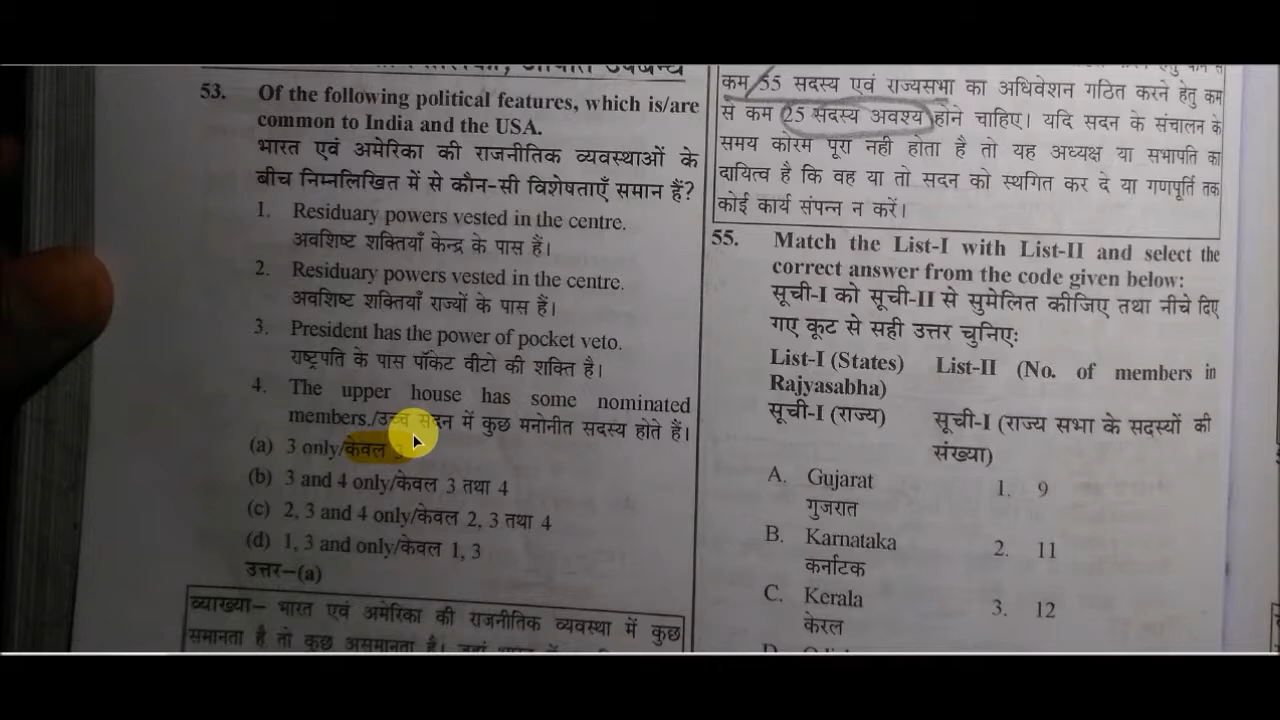 53. Of the following political features, which is/are
common to India and the USA.
भारत एवं अमेरिका की राजनीतिक व्यवस्थाओं के
बीच निम्नलिखित में से कौन-सी विशेषताएँ समान हैं?
1. Residuary powers vested in the centre.
अवशिष्ट शक्तियाँ केन्द्र के पास हैं।
2. Residuary powers vested in the centre.
अवशिष्ट शक्तियाँ राज्यों के पास हैं।
3. President has the power of pocket veto.
राष्ट्रपति के पास पॉकेट वीटो की शक्ति है।
4. The upper house has some nominated
members./उच्च सदन में कुछ मनोनीत सदस्य होते हैं।
(a) 3 only/केवल
(b) 3 and 4 only/केवल 3 तथा 4
(c) 2, 3 and 4 only/केवल 2, 3 तथा 4
(d) 1, 3 and only/केवल 1, 3
उत्तर–(a)
व्याख्या– भारत एवं अमेरिका की राजनीतिक व्यवस्था में कुछ
समानता है तो कुछ असमानता है।
कम 55 सदस्य एवं राज्यसभा का अधिवेशन गठित करने हेतु कम
से कम 25 सदस्य अवश्य होने चाहिए। यदि सदन के संचालन के
समय कोरम पूरा नही होता है तो यह अध्यक्ष या सभापति का
दायित्व है कि वह या तो सदन को स्थगित कर दे या गणपूर्ति तक
कोई कार्य संपन्न न करें।
55. Match the List-I with List-II and select the
correct answer from the code given below:
सूची-I को सूची-II से सुमेलित कीजिए तथा नीचे दिए
गए कूट से सही उत्तर चुनिए:
List-I (States) List-II (No. of members in
Rajyasabha)
सूची-I (राज्य) सूची-I (राज्य सभा के सदस्यों की
संख्या)
A. Gujarat 1. 9
गुजरात
B. Karnataka 2. 11
कर्नाटक
C. Kerala 3. 12
केरल